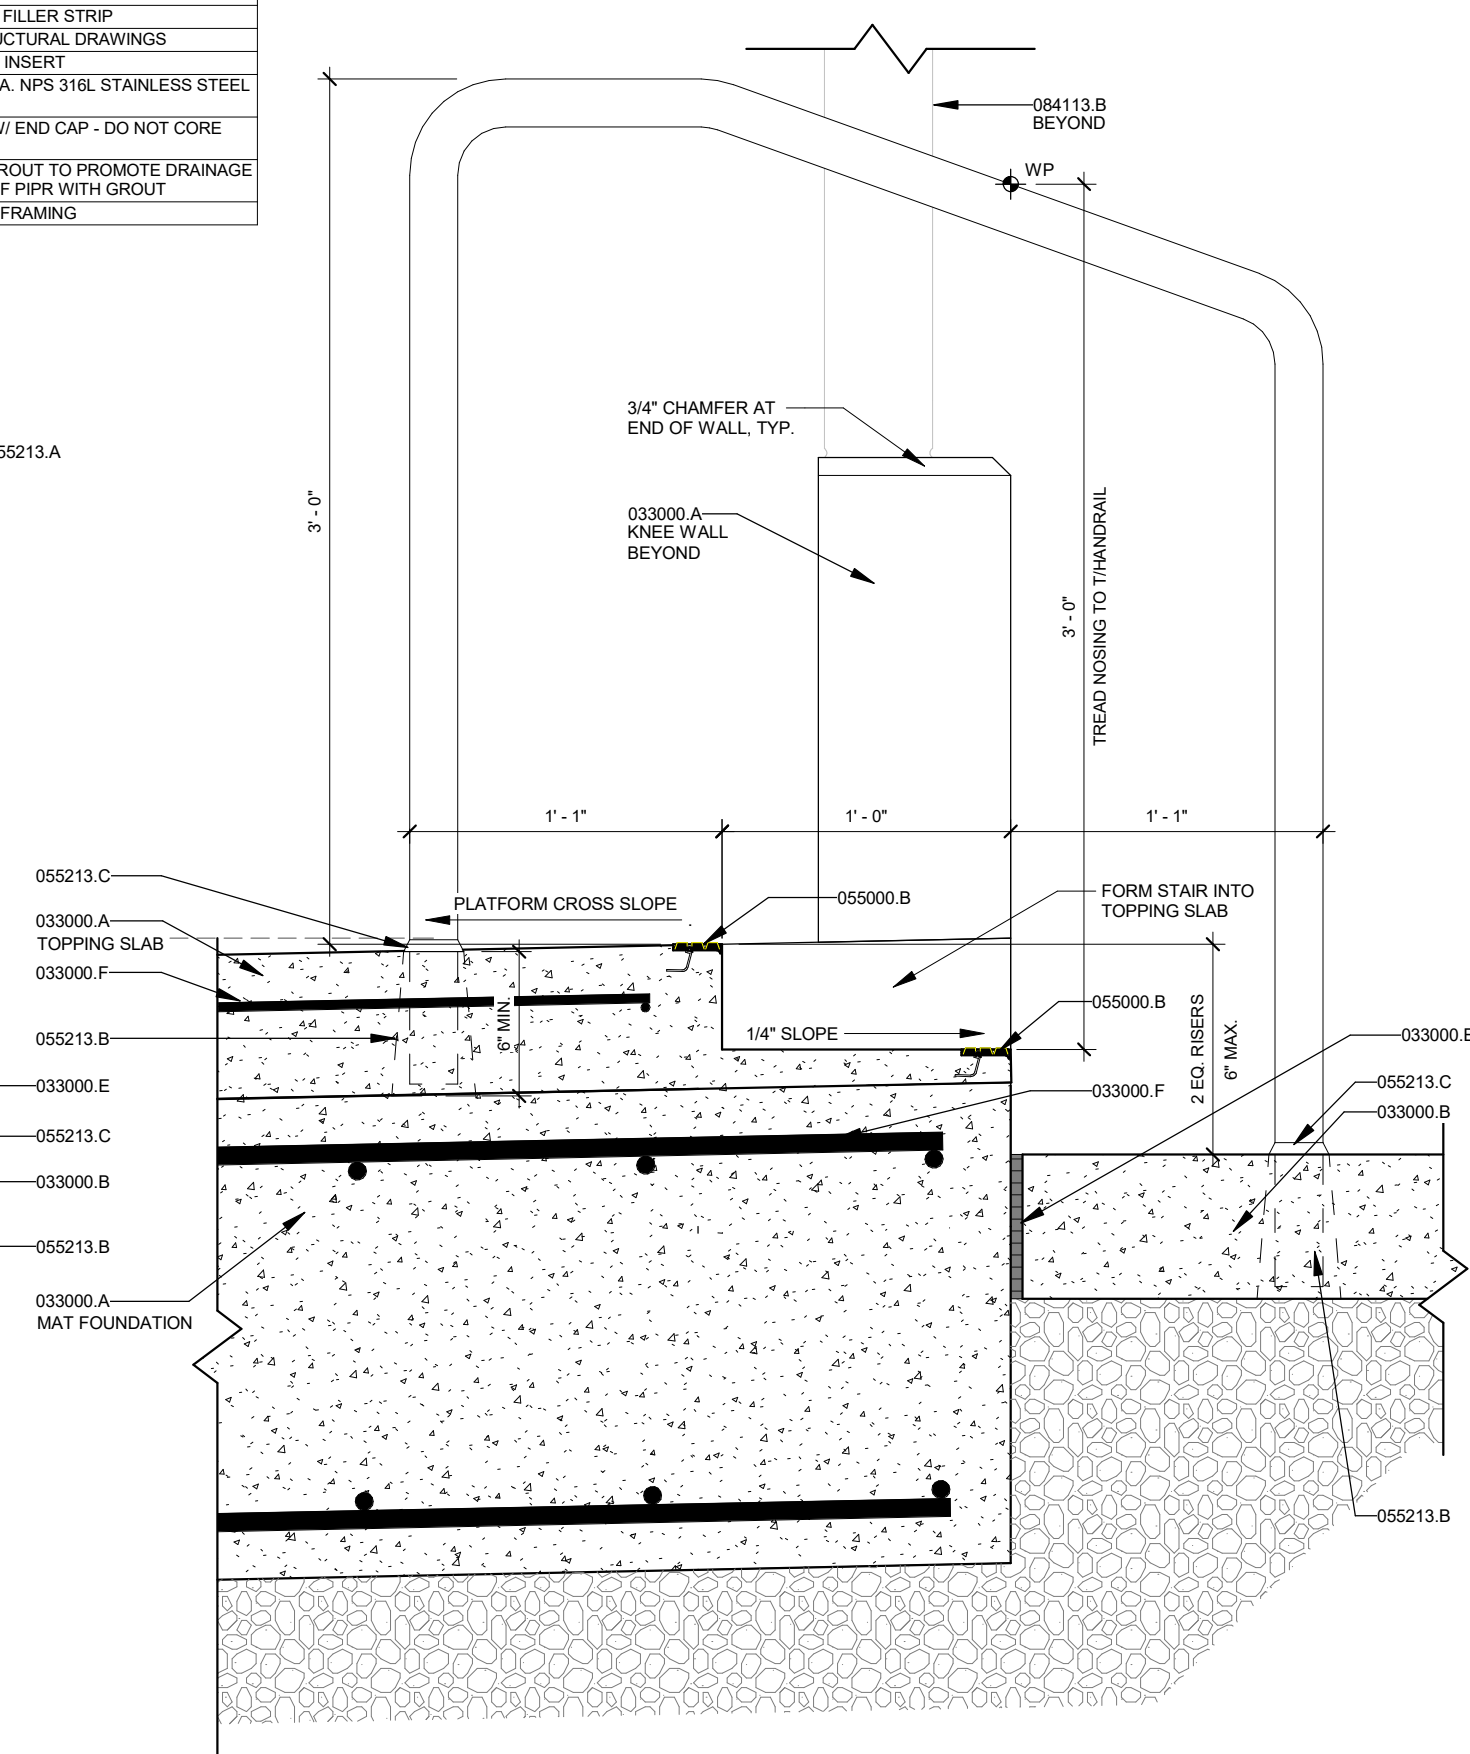 FILLER STRIP
UCTURAL DRAWINGS
INSERT
A. NPS 316L STAINLESS STEEL
W/ END CAP - DO NOT CORE
ROUT TO PROMOTE DRAINAGE
F PIPR WITH GROUT
FRAMING
084113.B
BEYOND
WP
3/4" CHAMFER AT
END OF WALL, TYP.
55213.A
3' - 0"
033000.A
KNEE WALL
BEYOND
3' - 0"
TREAD NOSING TO T/HANDRAIL
1' - 1"
1' - 0"
1' - 1"
055213.C
PLATFORM CROSS SLOPE
055000.B
FORM STAIR INTO
TOPPING SLAB
033000.A
TOPPING SLAB
033000.F
6" MIN.
055000.B
1/4" SLOPE
2 EQ. RISERS
6" MAX.
055213.B
033000.E
033000.E
033000.F
055213.C
033000.B
055213.C
033000.B
055213.B
033000.A
MAT FOUNDATION
055213.B